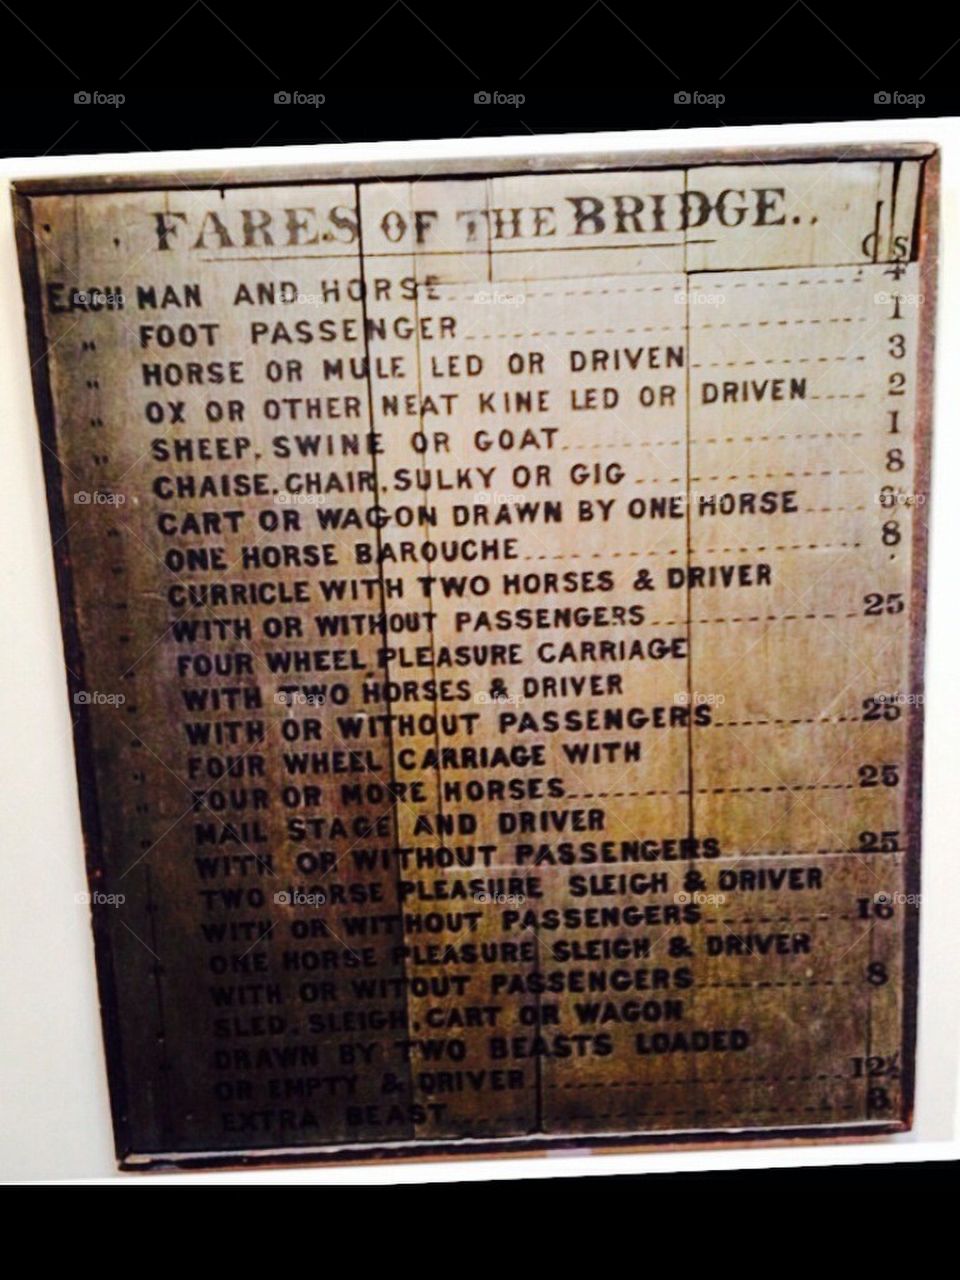 FARES OF THE BRIDGE..
C S
EACH MAN AND HORSE 4
" FOOT PASSENGER 1
" HORSE OR MULE LED OR DRIVEN 3
" OX OR OTHER NEAT KINE LED OR DRIVEN 2
" SHEEP, SWINE OR GOAT 1
" CHAISE, CHAIR, SULKY OR GIG 8
" CART OR WAGON DRAWN BY ONE HORSE
" ONE HORSE BAROUCHE 8
" CURRICLE WITH TWO HORSES & DRIVER
WITH OR WITHOUT PASSENGERS 25
" FOUR WHEEL PLEASURE CARRIAGE
WITH TWO HORSES & DRIVER
WITH OR WITHOUT PASSENGERS 25
" FOUR WHEEL CARRIAGE WITH
FOUR OR MORE HORSES 25
" MAIL STAGE AND DRIVER
WITH OR WITHOUT PASSENGERS 25
" TWO HORSE PLEASURE SLEIGH & DRIVER
WITH OR WITHOUT PASSENGERS 16
" ONE HORSE PLEASURE SLEIGH & DRIVER
WITH OR WITOUT PASSENGERS 8
" SLED, SLEIGH, CART OR WAGON
DRAWN BY TWO BEASTS LOADED
OR EMPTY & DRIVER 12½
EXTRA BEAST 3
foap